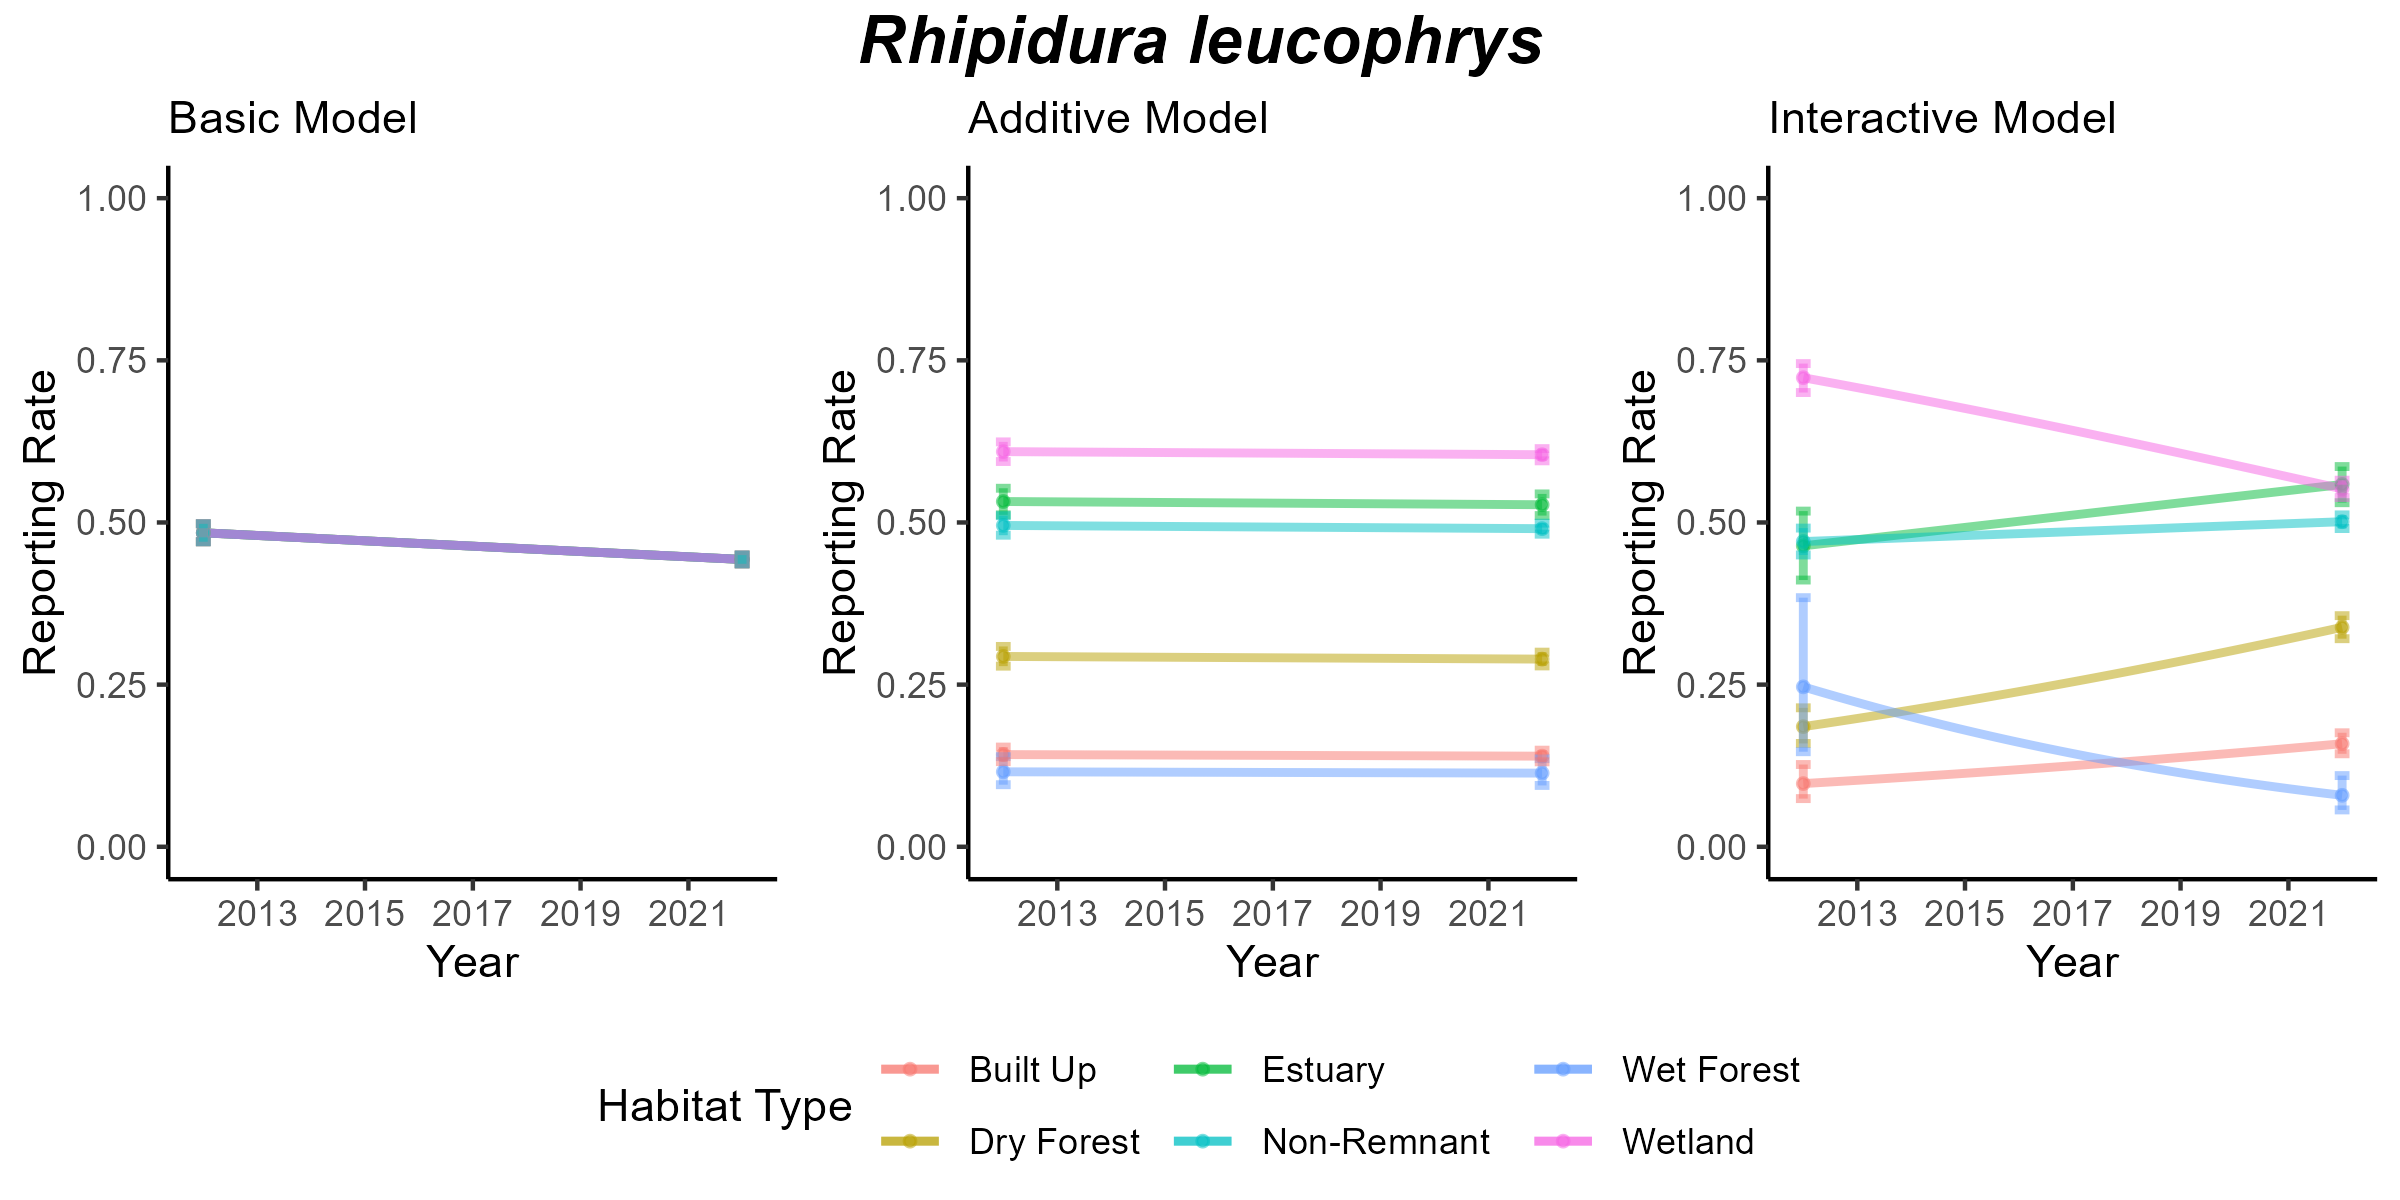 Rhipidura leucophrys
Basic Model
Additive Model
Interactive Model
Reporting Rate
1.00
0.75
0.50
0.25
0.00
2013 2015 2017 2019 2021
Year
Reporting Rate
1.00
0.75
0.50
0.25
0.00
2013 2015 2017 2019 2021
Year
Reporting Rate
1.00
0.75
0.50
0.25
0.00
2013 2015 2017 2019 2021
Year
Habitat Type
Built Up
Estuary
Wet Forest
Dry Forest
Non-Remnant
Wetland